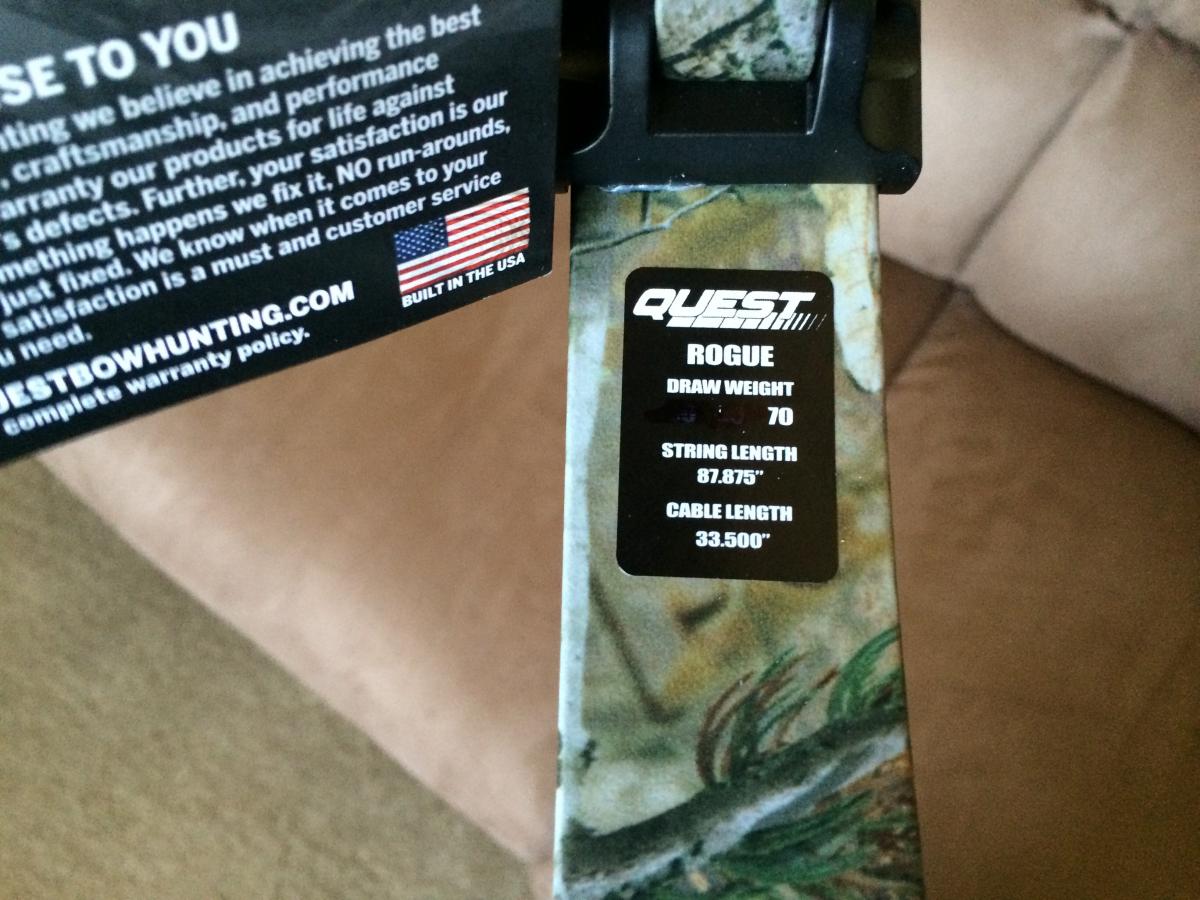 SE TO YOU
ting we believe in achieving the best
, craftsmanship, and performance
arranty our products for life against
's defects. Further, your satisfaction is our
mething happens we fix it, NO run-arounds,
just fixed. We know when it comes to your
satisfaction is a must and customer service
u need.
BUILT IN THE USA
UESTBOWHUNTING.COM
complete warranty policy.
QUEST
ROGUE
DRAW WEIGHT
70
STRING LENGTH
87.875”
CABLE LENGTH
33.500”